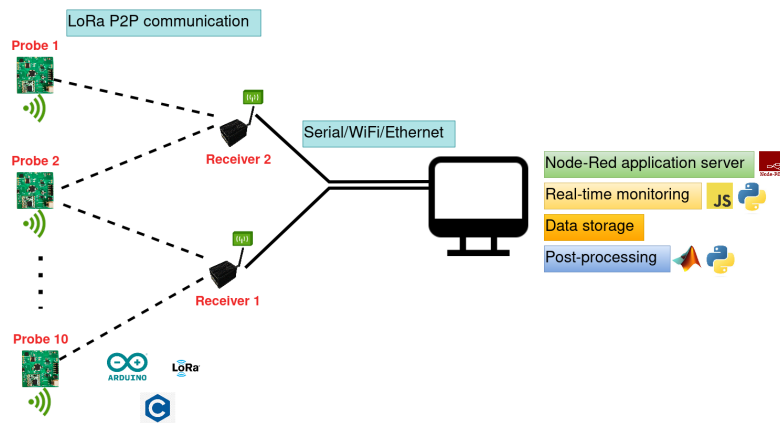 LoRa P2P communication
Probe 1
Receiver 2
Serial/WiFi/Ethernet
Probe 2
Node-Red application server
Real-time monitoring
JS
Data storage
Post-processing
Receiver 1
Probe 10
ARDUINO
LoRa
C